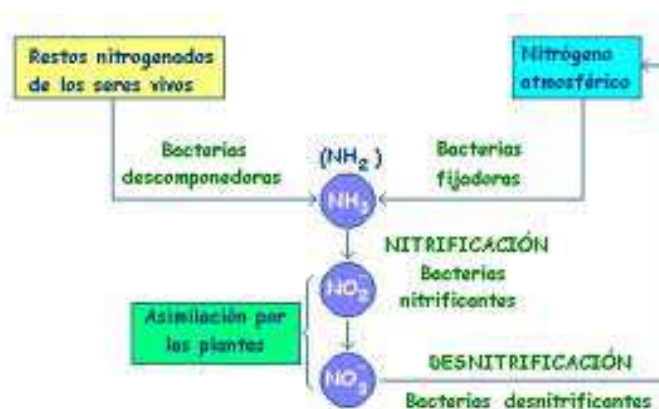 Restos nitrogenados
de los seres vivos
Nitrógeno
atmosférico
Bacterias
descomponedoras
(NH₂)
Bacterias
fijadoras
NH₃
NITRIFICACIÓN
Bacterias
nitrificantes
NO₂⁻
Asimilación por
las plantas
NO₃⁻
DESNITRIFICACIÓN
Bacterias desnitrificantes